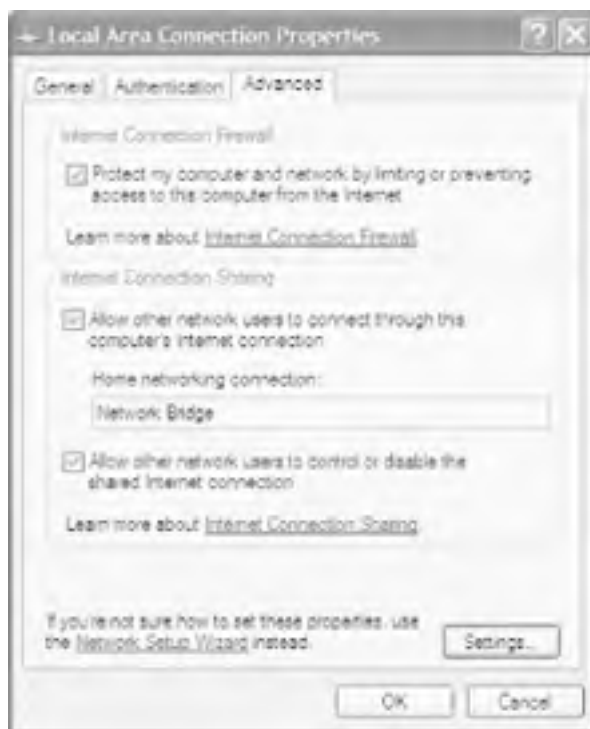 Local Area Connection Properties
General
Authentication
Advanced
Internet Connection Firewall
Protect my computer and network by limiting or preventing
access to this computer from the Internet
Learn more about Internet Connection Firewall.
Internet Connection Sharing
Allow other network users to connect through this
computer's Internet connection
Home networking connection:
Network Bridge
Allow other network users to control or disable the
shared Internet connection
Learn more about Internet Connection Sharing.
If you're not sure how to set these properties, use
the Network Setup Wizard instead.
Settings...
OK
Cancel